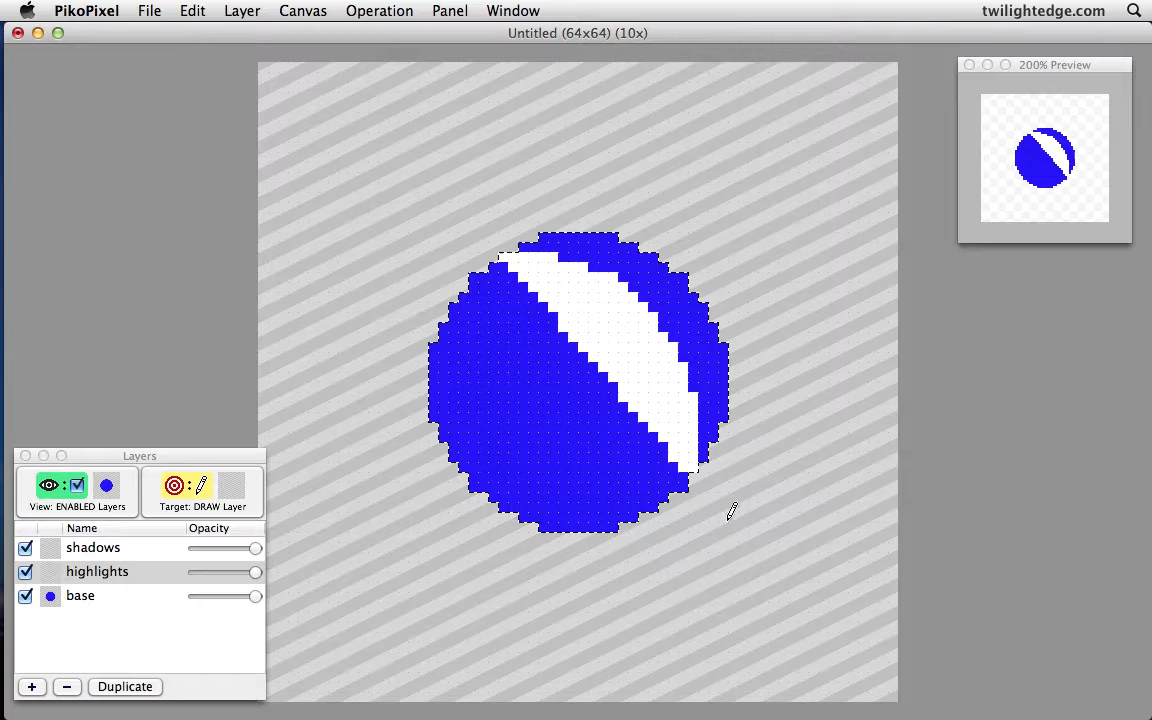 PikoPixel File Edit Layer Canvas Operation Panel Window twilightedge.com
Untitled (64x64) (10x)
200% Preview
Layers
View: ENABLED Layers Target: DRAW Layer
Name Opacity
shadows
highlights
base
+ − Duplicate